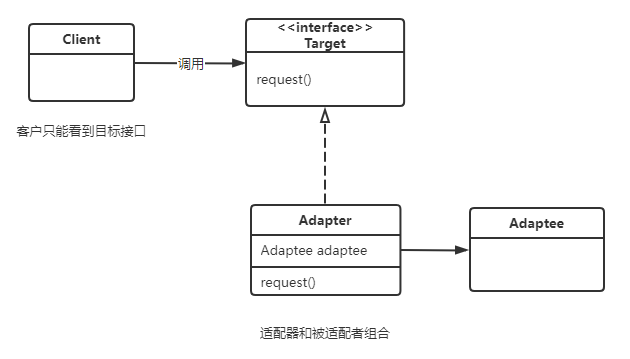 Client
<<interface>>
Target
调用
request()
客户只能看到目标接口
Adapter
Adaptee
Adaptee adaptee
request()
适配器和被适配者组合